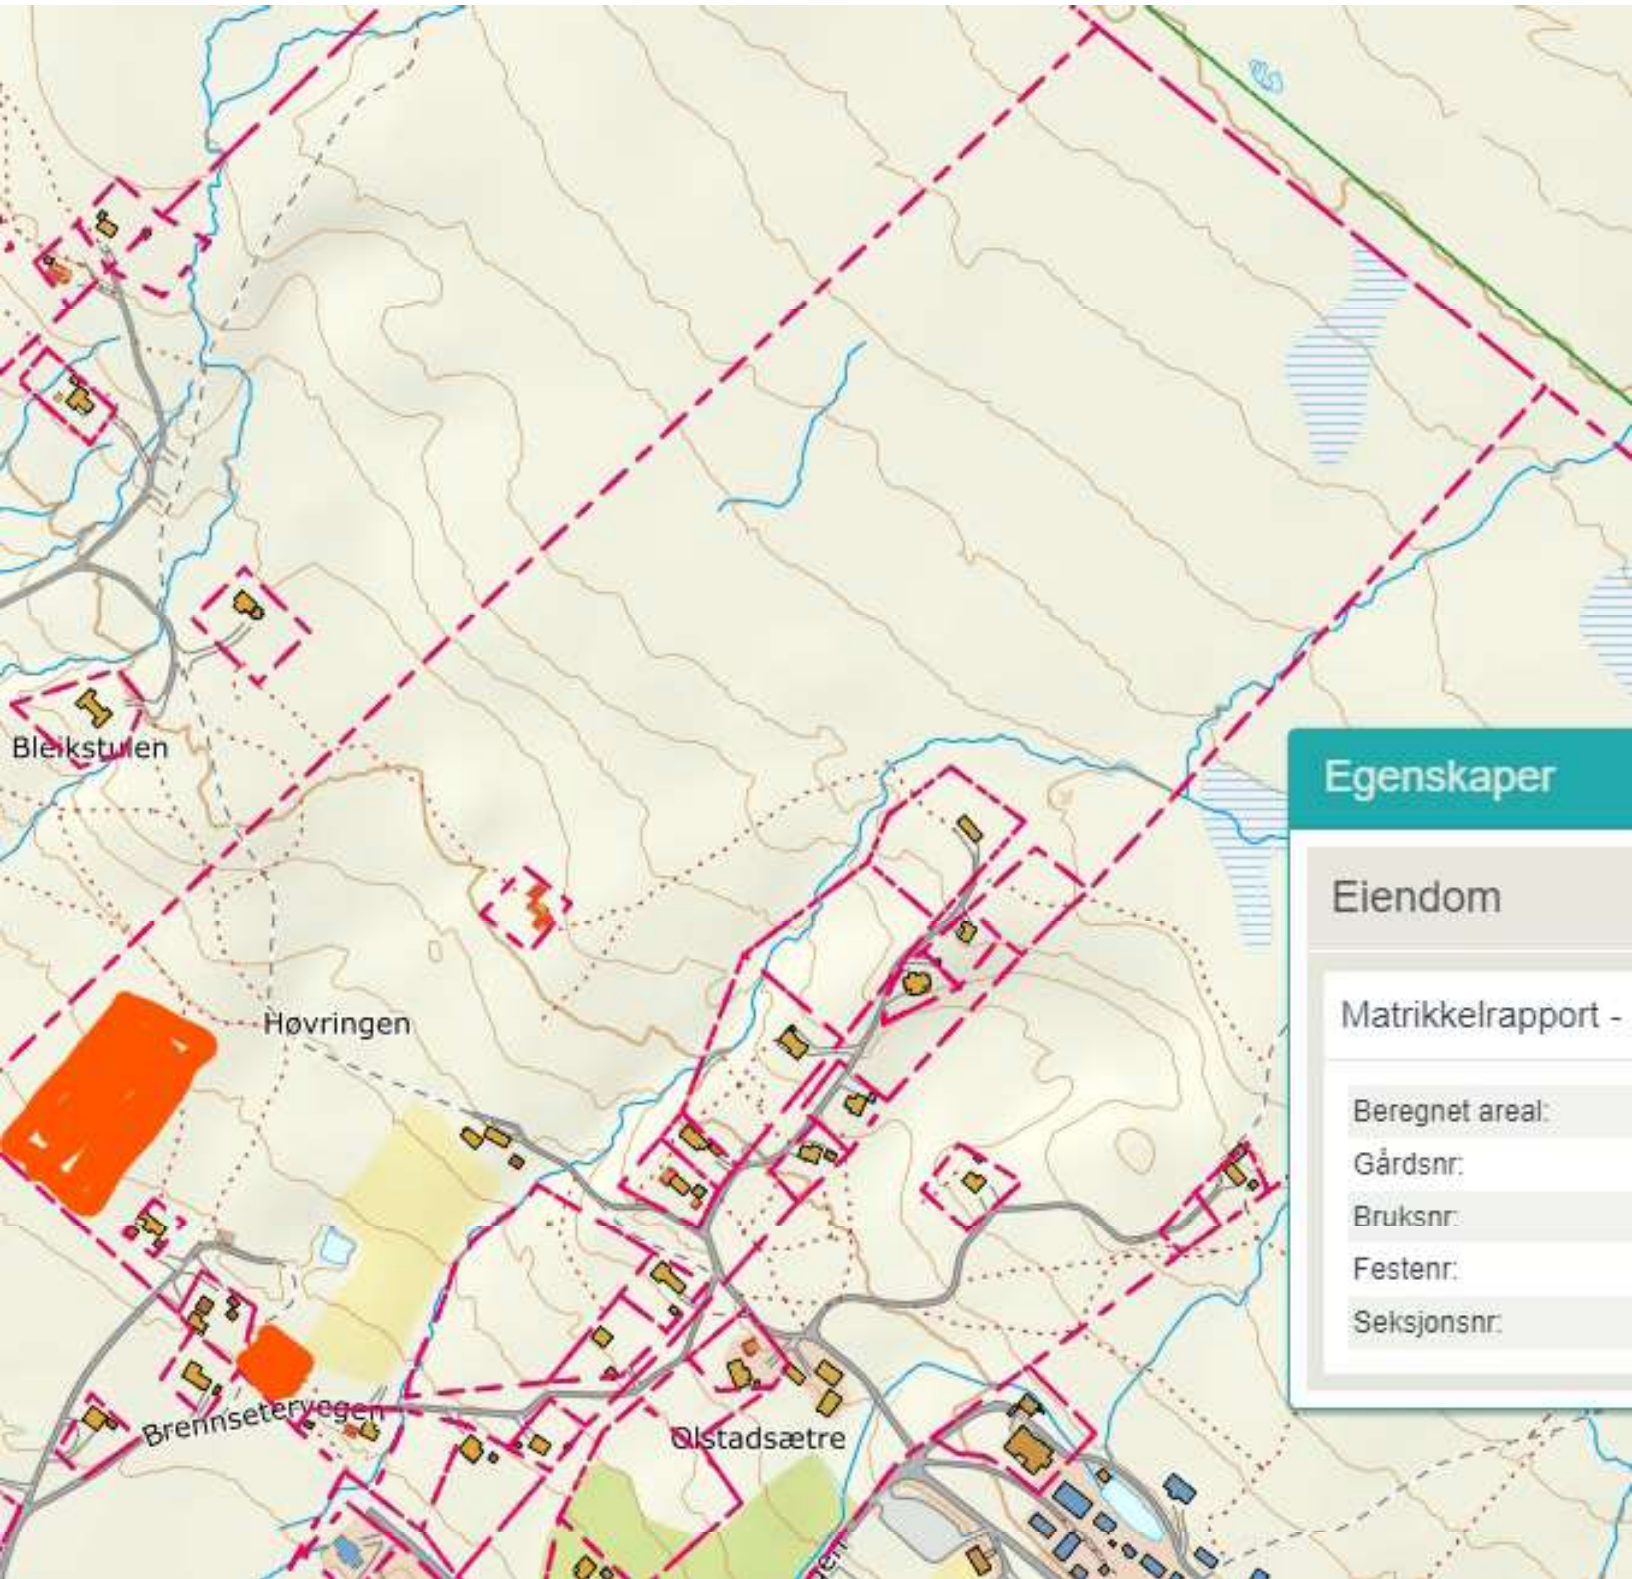 Bleikstulen
Egenskaper
Eiendom
Matrikkelrapport -
Høvringen
Beregnet areal:
Gårdsnr:
Bruksnr:
Festenr:
Seksjonsnr:
Brennsetervegen
Olstadsætre